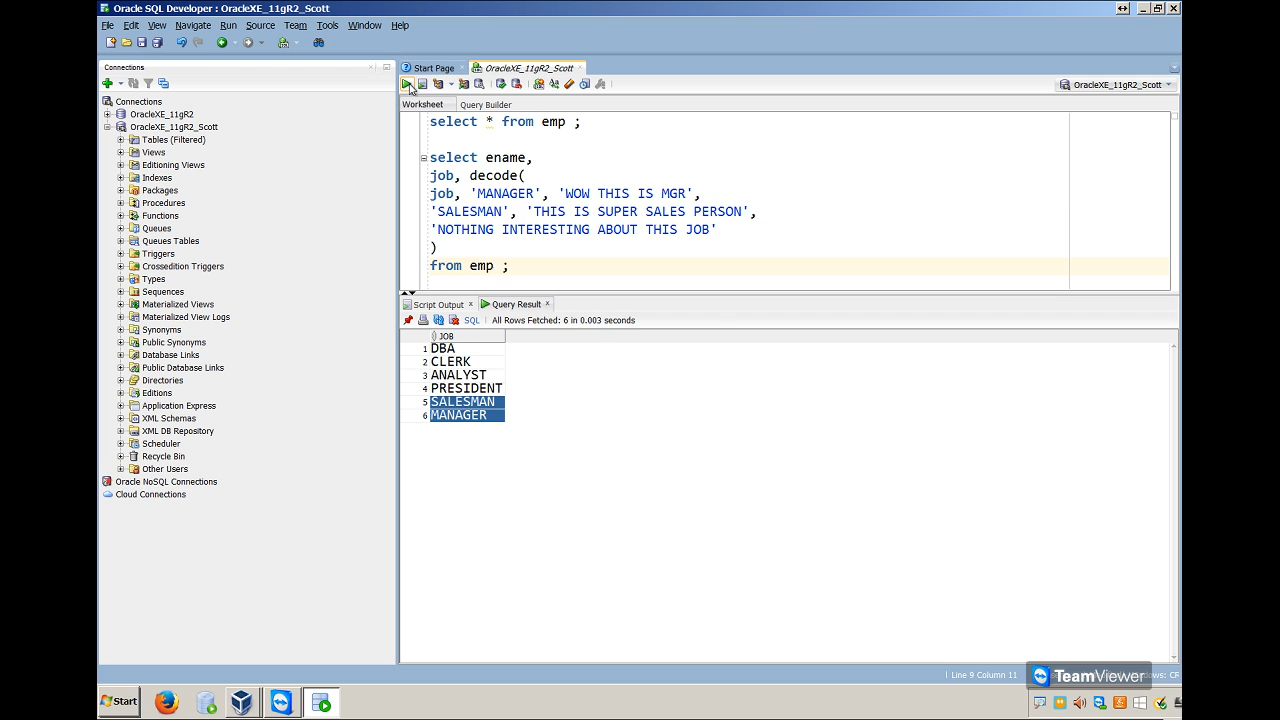 Oracle SQL Developer : OracleXE_11gR2_Scott
File Edit View Navigate Run Source Team Tools Window Help
Connections
Start Page
OracleXE_11gR2_Scott
OracleXE_11gR2_Scott
Worksheet Query Builder
Connections
OracleXE_11gR2
OracleXE_11gR2_Scott
Tables (Filtered)
Views
Editioning Views
Indexes
Packages
Procedures
Functions
Queues
Queues Tables
Triggers
Crossedition Triggers
Types
Sequences
Materialized Views
Materialized View Logs
Synonyms
Public Synonyms
Database Links
Public Database Links
Directories
Editions
Application Express
XML Schemas
XML DB Repository
Scheduler
Recycle Bin
Other Users
Oracle NoSQL Connections
Cloud Connections
select * from emp ;
select ename,
job, decode(
job, 'MANAGER', 'WOW THIS IS MGR',
'SALESMAN', 'THIS IS SUPER SALES PERSON',
'NOTHING INTERESTING ABOUT THIS JOB'
)
from emp ;
Script Output Query Result
SQL All Rows Fetched: 6 in 0.003 seconds
JOB
1 DBA
2 CLERK
3 ANALYST
4 PRESIDENT
5 SALESMAN
6 MANAGER
Line 9 Column 11
TeamViewer
Start